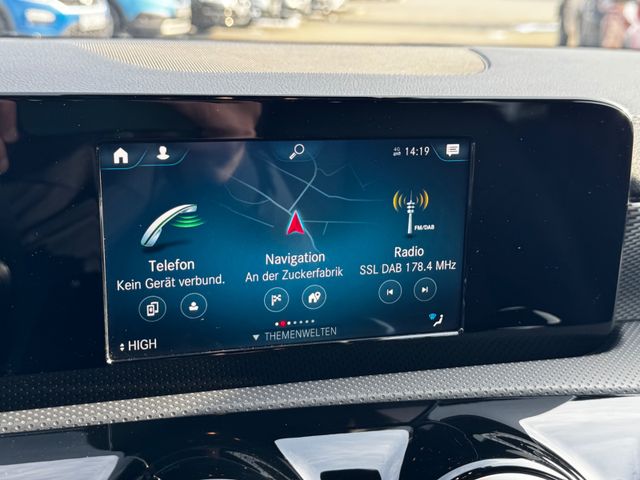 4G 14:19
FM/DAB
Telefon
Kein Gerät verbund.
Navigation
An der Zuckerfabrik
Radio
SSL DAB 178.4 MHz
HIGH
THEMENWELTEN